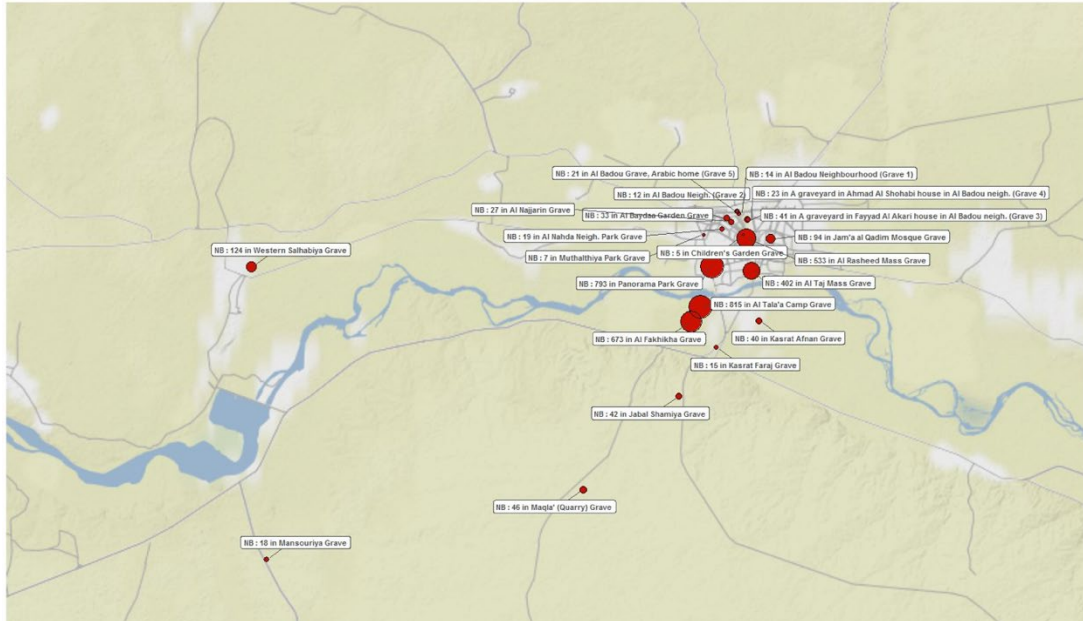 NB : 21 in Al Badou Grave, Arabic home (Grave 5)
NB : 14 in Al Badou Neighbourhood (Grave 1)
NB : 12 in Al Badou Neigh. (Grave 2)
NB : 23 in A graveyard in Ahmad Al Shohabi house in Al Badou neigh. (Grave 4)
NB : 27 in Al Najjarin Grave
NB : 33 in Al Baydaa Garden Grave
NB : 41 in A graveyard in Fayyad Al Akari house in Al Badou neigh. (Grave 3)
NB : 19 in Al Nahda Neigh. Park Grave
NB : 94 in Jam'a al Qadim Mosque Grave
NB : 124 in Western Salhabiya Grave
NB : 7 in Muthalthiya Park Grave
NB : 5 in Children's Garden Grave
NB : 533 in Al Rasheed Mass Grave
NB : 793 in Panorama Park Grave
NB : 402 in Al Taj Mass Grave
NB : 815 in Al Tala'a Camp Grave
NB : 673 in Al Fakhikha Grave
NB : 40 in Kasrat Afnan Grave
NB : 15 in Kasrat Faraj Grave
NB : 42 in Jabal Shamiya Grave
NB : 46 in Maqla' (Quarry) Grave
NB : 18 in Mansouriya Grave